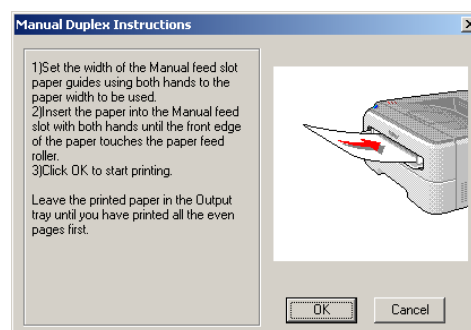 Manual Duplex Instructions
1)Set the width of the Manual feed slot
paper guides using both hands to the
paper width to be used.
2)Insert the paper into the Manual feed
slot with both hands until the front edge
of the paper touches the paper feed
roller.
3)Click OK to start printing.
Leave the printed paper in the Output
tray until you have printed all the even
pages first.
OK
Cancel